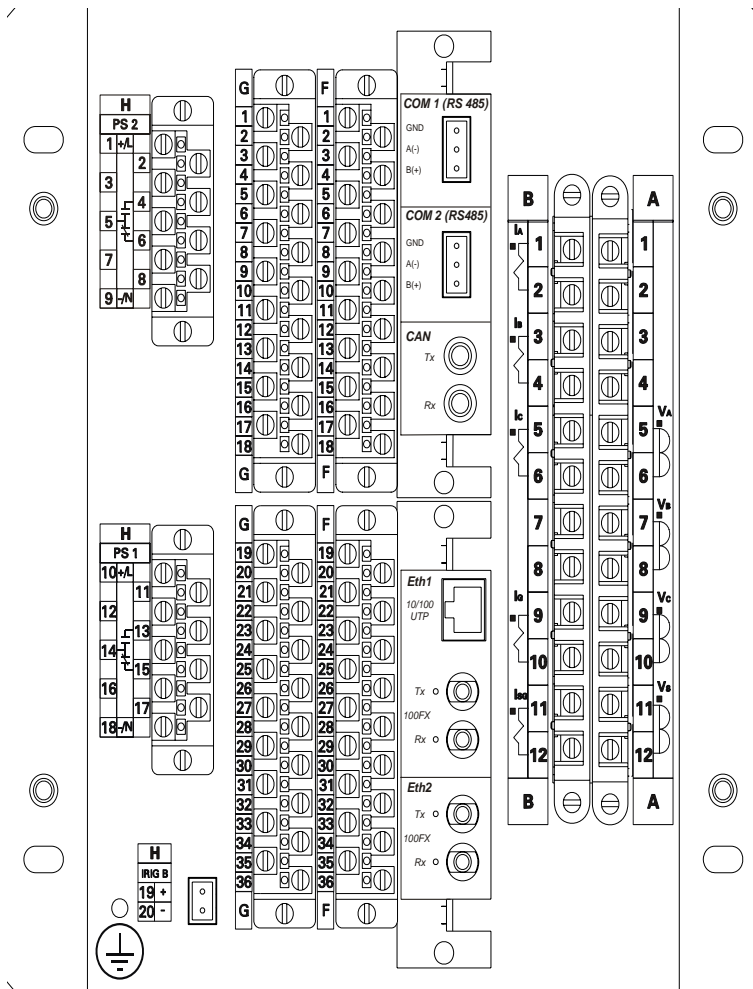 H
PS 2
1 +/L
2
3
4
5
6
7
8
9 -/N
H
PS 1
10 +/L
11
12
13
14
15
16
17
18 -/N
H
IRIG B
19 +
20 -
G F
1 1
2 2
3 3
4 4
5 5
6 6
7 7
8 8
9 9
10 10
11 11
12 12
13 13
14 14
15 15
16 16
17 17
18 18
G F
G F
19 19
20 20
21 21
22 22
23 23
24 24
25 25
26 26
27 27
28 28
29 29
30 30
31 31
32 32
33 33
34 34
35 35
36 36
G F
COM 1 (RS 485)
GND
A(-)
B(+)
COM 2 (RS485)
GND
A(-)
B(+)
CAN
Tx
Rx
Eth1
10/100
UTP
Tx
100FX
Rx
Eth2
Tx
100FX
Rx
B A
IA
1 1
2 2
IB
3 3
4 4
IC VA
5 5
6 6
VB
7 7
8 8
IG VC
9 9
10 10
ISG VS
11 11
12 12
B A